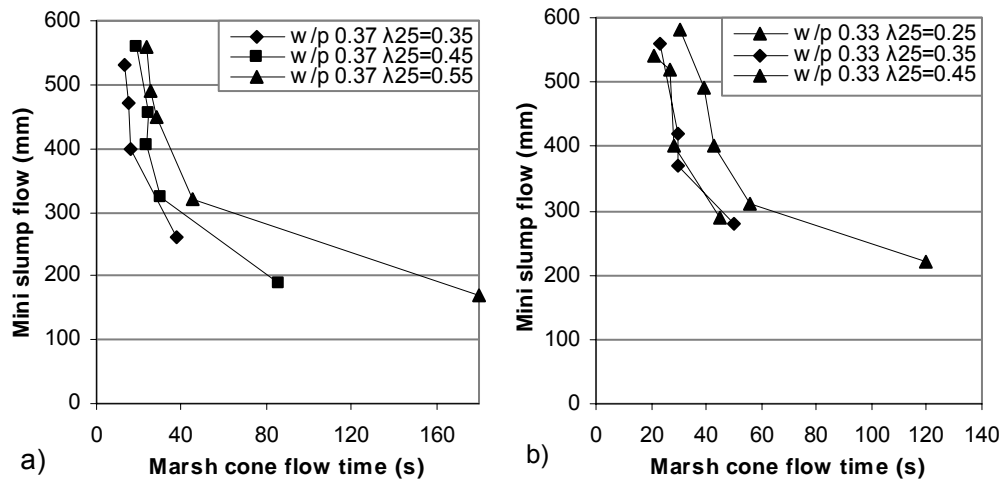 600
500
400
300
200
100
0
Mini slump flow (mm)
w/p 0.37 λ25=0.35
w/p 0.37 λ25=0.45
w/p 0.37 λ25=0.55
0 40 80 120 160
Marsh cone flow time (s)
a)
600
500
400
300
200
100
0
Mini slump flow (mm)
w/p 0.33 λ25=0.25
w/p 0.33 λ25=0.35
w/p 0.33 λ25=0.45
0 20 40 60 80 100 120 140
Marsh cone flow time (s)
b)